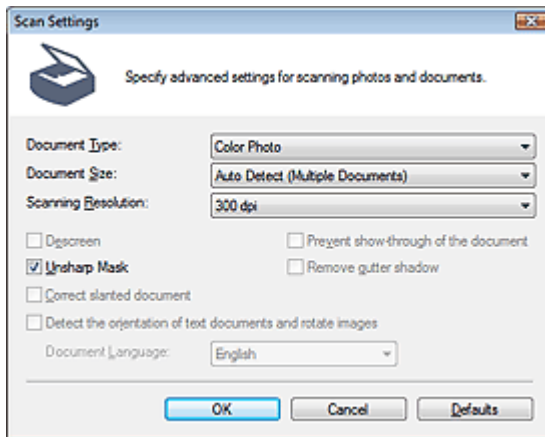 Scan Settings
Specify advanced settings for scanning photos and documents.
Document Type: Color Photo
Document Size: Auto Detect (Multiple Documents)
Scanning Resolution: 300 dpi
Descreen Prevent show-through of the document
Unsharp Mask Remove gutter shadow
Correct slanted document
Detect the orientation of text documents and rotate images
Document Language: English
OK Cancel Defaults